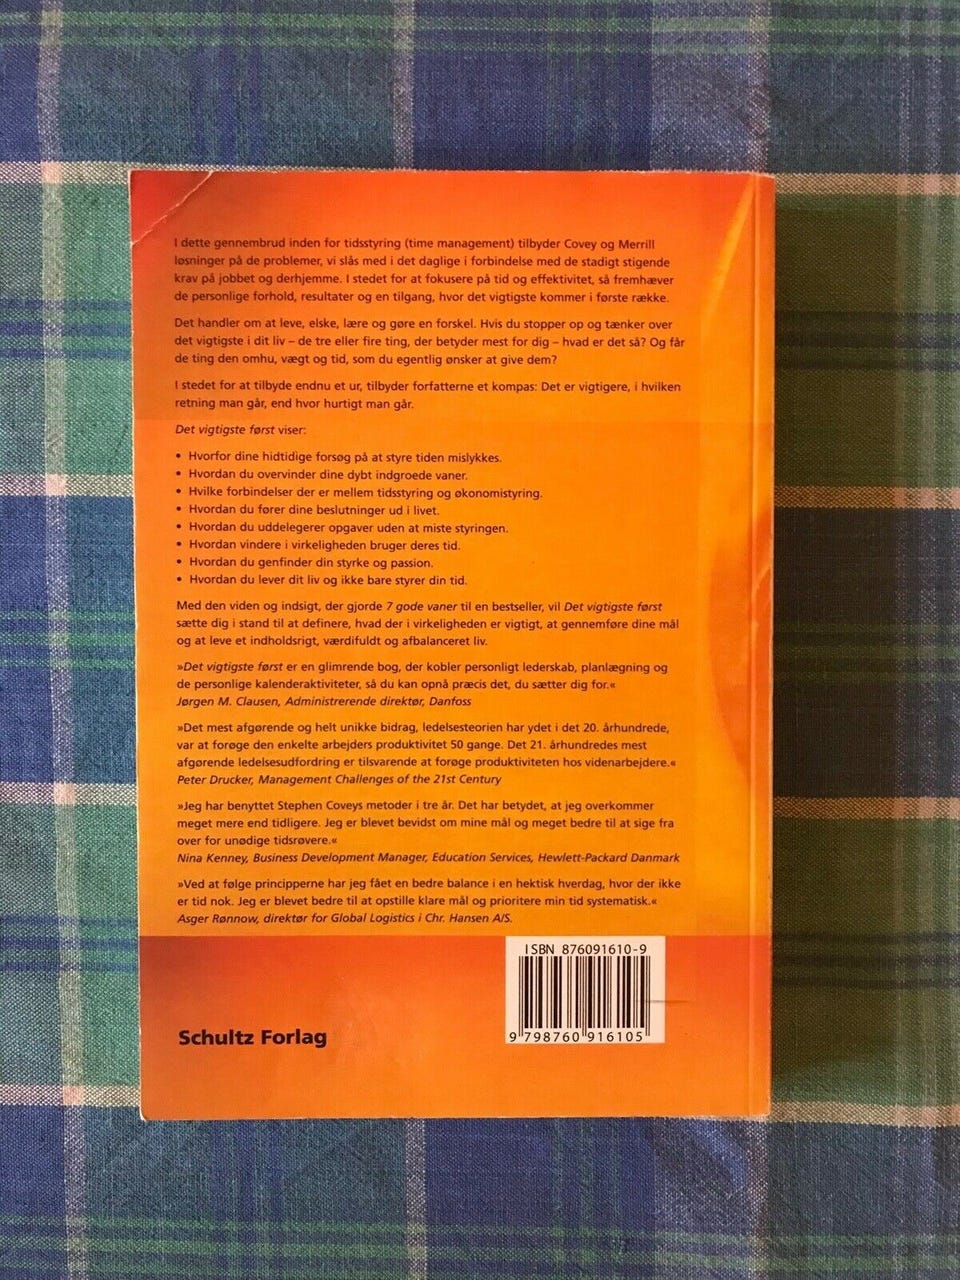 I dette gennembrud inden for tidsstyring (time management) tilbyder Covey og Merrill
løsninger på de problemer, vi slås med i det daglige i forbindelse med de stadigt stigende
krav på jobbet og derhjemme. I stedet for at fokusere på tid og effektivitet, så fremhæver
de personlige forhold, resultater og en tilgang, hvor det vigtigste kommer i første række.
Det handler om at leve, elske, lære og gøre en forskel. Hvis du stopper op og tænker over
det vigtigste i dit liv – de tre eller fire ting, der betyder mest for dig – hvad er det så? Og får
de ting den omhu, vægt og tid, som du egentlig ønsker at give dem?
I stedet for at tilbyde endnu et ur, tilbyder forfatterne et kompas: Det er vigtigere, i hvilken
retning man går, end hvor hurtigt man går.
Det vigtigste først viser:
• Hvorfor dine hidtidige forsøg på at styre tiden mislykkes.
• Hvordan du overvinder dine dybt indgroede vaner.
• Hvilke forbindelser der er mellem tidsstyring og økonomistyring.
• Hvordan du fører dine beslutninger ud i livet.
• Hvordan du uddelegerer opgaver uden at miste styringen.
• Hvordan vindere i virkeligheden bruger deres tid.
• Hvordan du genfinder din styrke og passion.
• Hvordan du lever dit liv og ikke bare styrer din tid.
Med den viden og indsigt, der gjorde 7 gode vaner til en bestseller, vil Det vigtigste først
sætte dig i stand til at definere, hvad der i virkeligheden er vigtigt, at gennemføre dine mål
og at leve et indholdsrigt, værdifuldt og afbalanceret liv.
»Det vigtigste først er en glimrende bog, der kobler personligt lederskab, planlægning og
de personlige kalenderaktiviteter, så du kan opnå præcis det, du sætter dig for.«
Jørgen M. Clausen, Administrerende direktør, Danfoss
»Det mest afgørende og helt unikke bidrag, ledelsesteorien har ydet i det 20. århundrede,
var at forøge den enkelte arbejders produktivitet 50 gange. Det 21. århundredes mest
afgørende ledelsesudfordring er tilsvarende at forøge produktiviteten hos videnarbejdere.«
Peter Drucker, Management Challenges of the 21st Century
»Jeg har benyttet Stephen Coveys metoder i tre år. Det har betydet, at jeg overkommer
meget mere end tidligere. Jeg er blevet bevidst om mine mål og meget bedre til at sige fra
over for unødige tidsrøvere.«
Nina Kenney, Business Development Manager, Education Services, Hewlett-Packard Danmark
»Ved at følge principperne har jeg fået en bedre balance i en hektisk hverdag, hvor der ikke
er tid nok. Jeg er blevet bedre til at opstille klare mål og prioritere min tid systematisk.«
Asger Rønnow, direktør for Global Logistics i Chr. Hansen A/S.
ISBN 876091610-9
9 798760 916105
Schultz Forlag